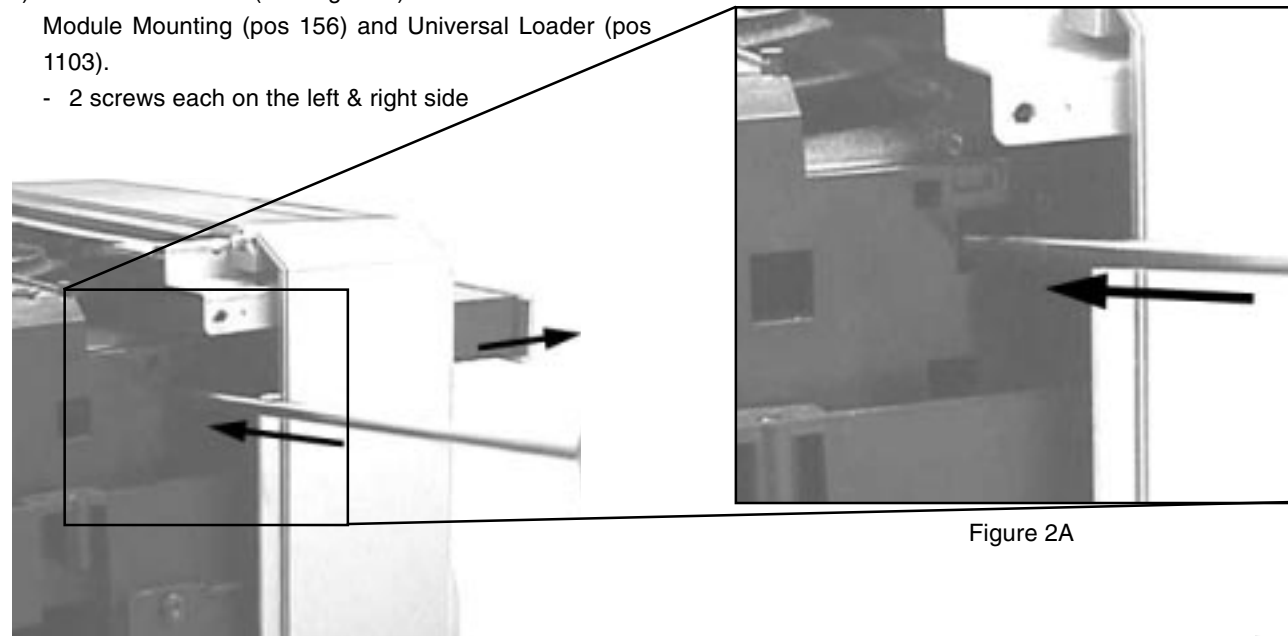 Module Mounting (pos 156) and Universal Loader (pos
1103).
- 2 screws each on the left & right side
Figure 2A